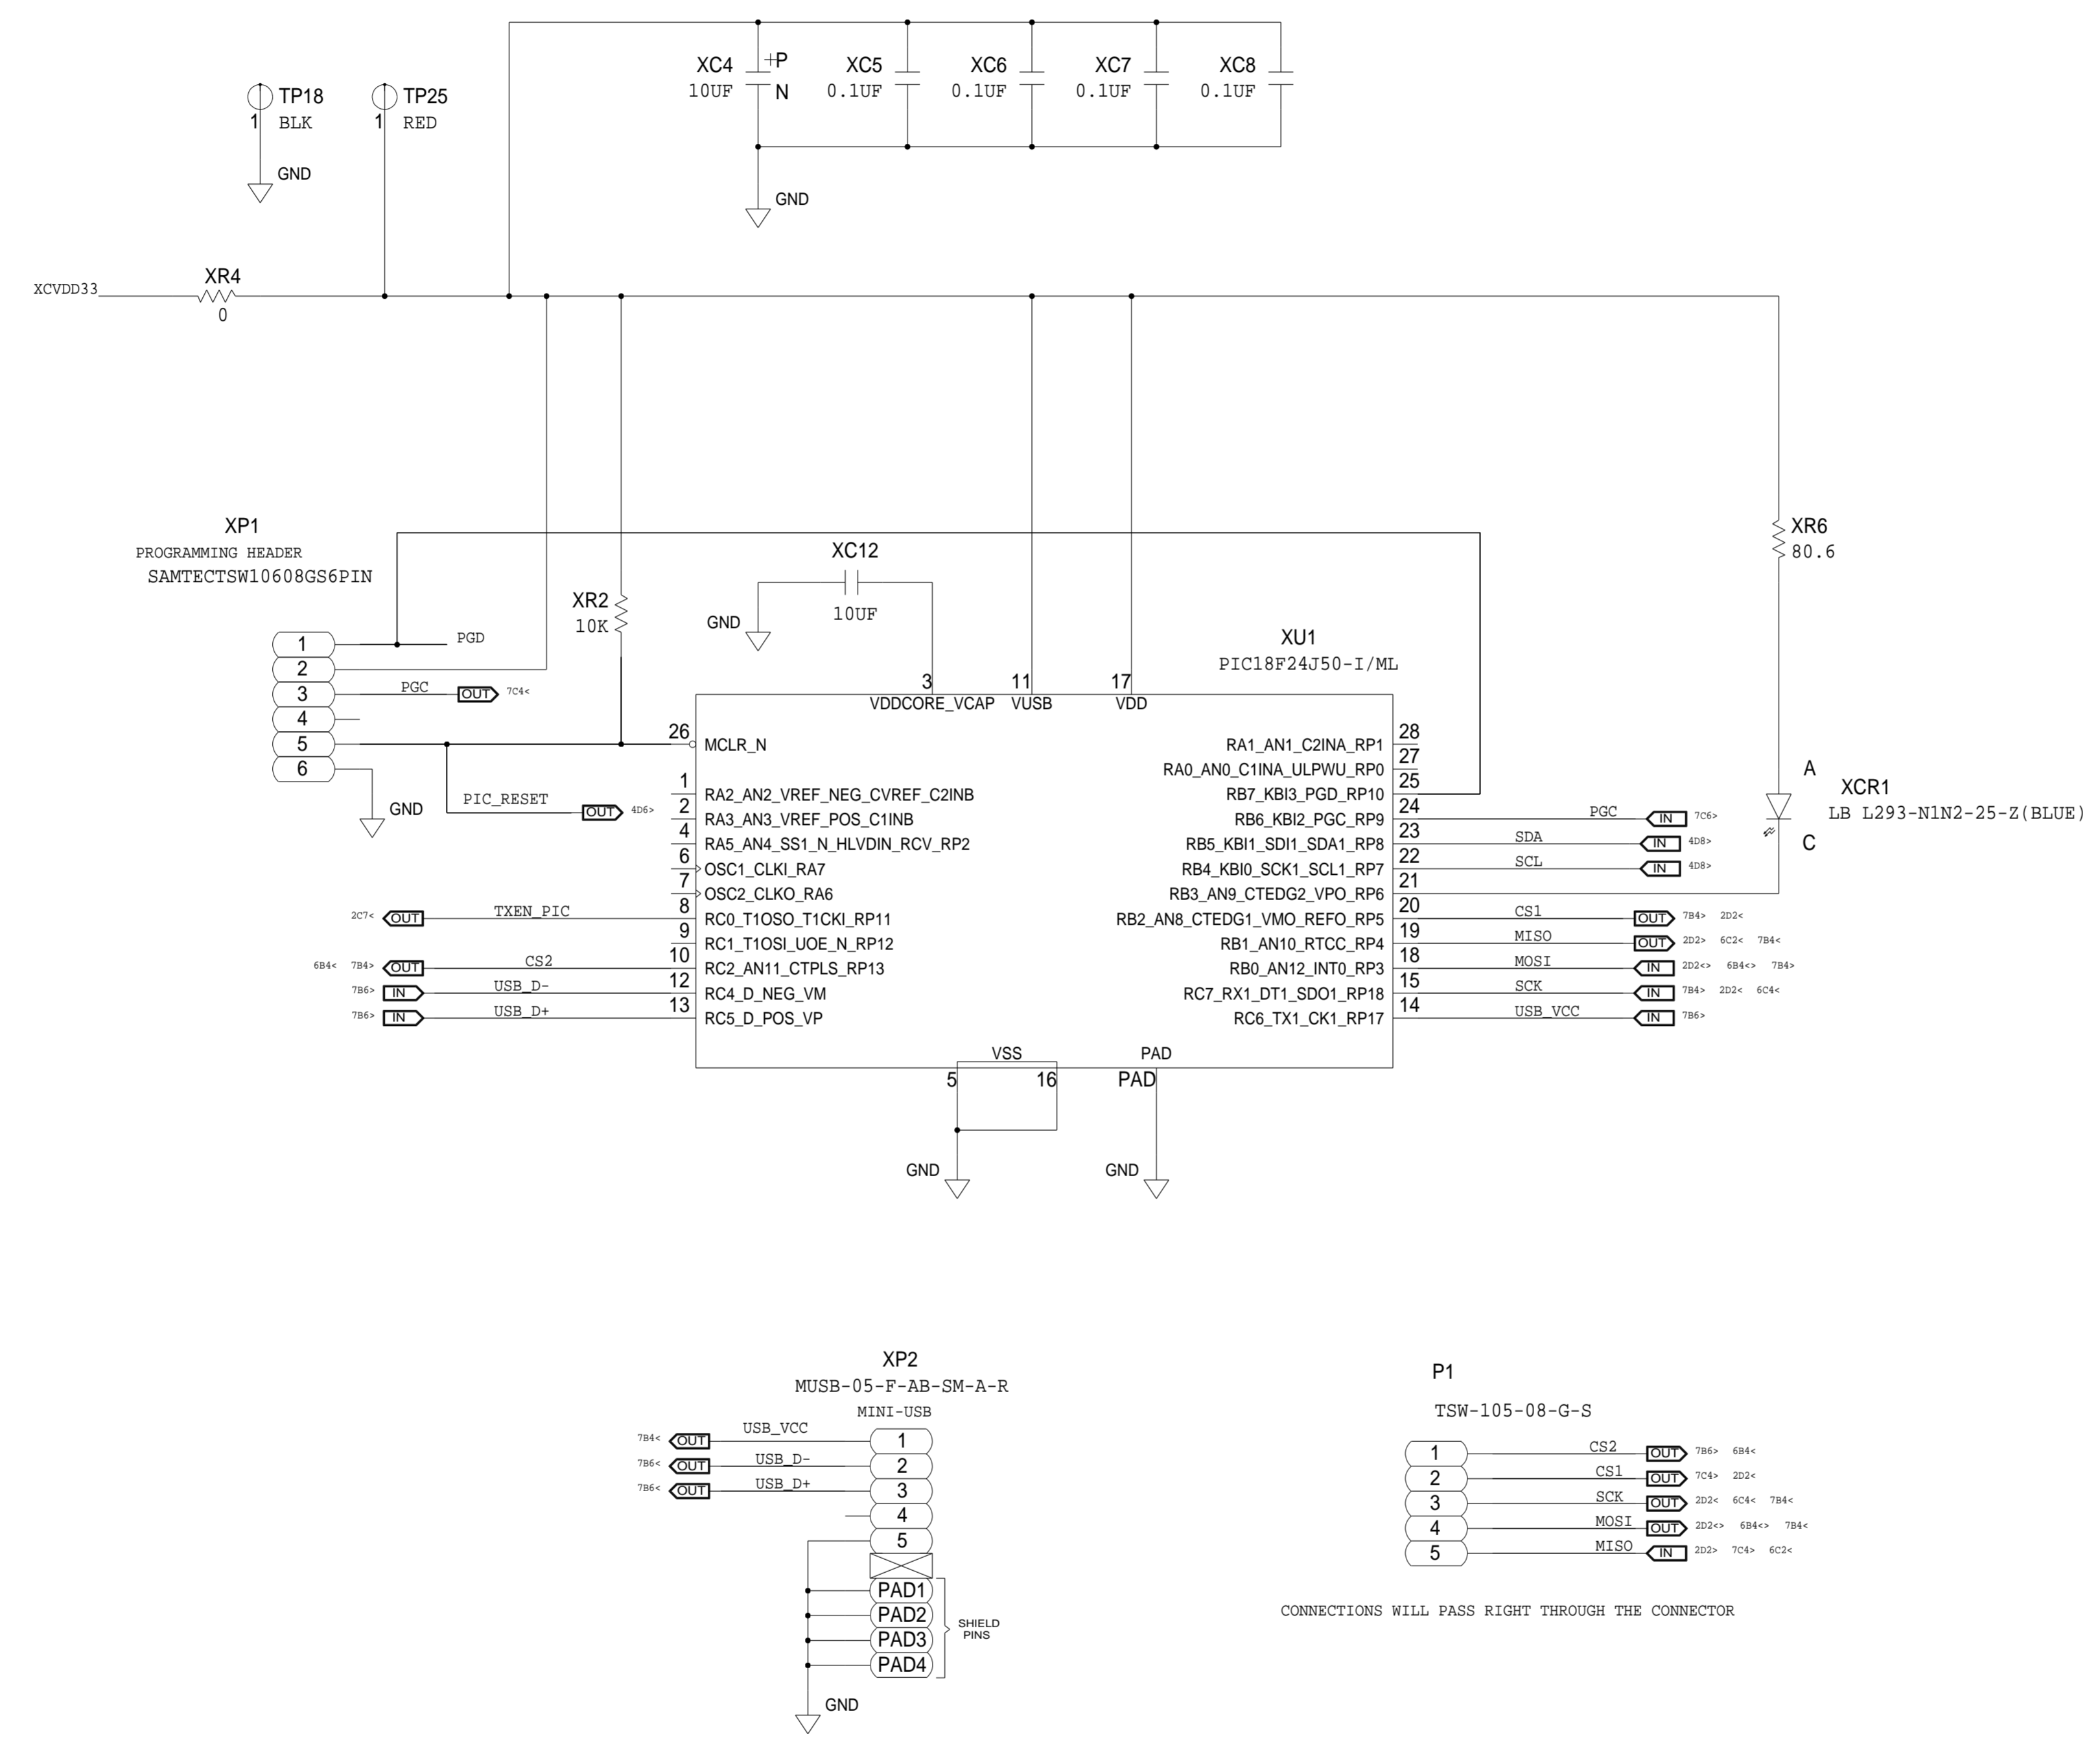 XC4 +P
10UF N
XC5
0.1UF
XC6
0.1UF
XC7
0.1UF
XC8
0.1UF
GND
TP18
1 BLK
GND
TP25
1 RED
XCVDD33
XR4
0
XP1
PROGRAMMING HEADER
SAMTECTSW10608GS6PIN
1 PGD
2
3 PGC OUT 7C4<
4
5
6
GND
PIC_RESET OUT 4D6>
XR2
10K
XC12
10UF
GND
XR6
80.6
A
XCR1
LB L293-N1N2-25-Z(BLUE)
C
XU1
PIC18F24J50-I/ML
3 11 17
VDDCORE_VCAP VUSB VDD
26 MCLR_N
1 RA2_AN2_VREF_NEG_CVREF_C2INB
2 RA3_AN3_VREF_POS_C1INB
4 RA5_AN4_SS1_N_HLVDIN_RCV_RP2
6 OSC1_CLKI_RA7
7 OSC2_CLKO_RA6
2C7< OUT TXEN_PIC 8 RC0_T1OSO_T1CKI_RP11
9 RC1_T1OSI_UOE_N_RP12
6B4< 7B4> OUT CS2 10 RC2_AN11_CTPLS_RP13
7B6> IN USB_D- 12 RC4_D_NEG_VM
7B6> IN USB_D+ 13 RC5_D_POS_VP
RA1_AN1_C2INA_RP1 28
RA0_AN0_C1INA_ULPWU_RP0 27
RB7_KBI3_PGD_RP10 25
RB6_KBI2_PGC_RP9 24 PGC IN 7C6>
RB5_KBI1_SDI1_SDA1_RP8 23 SDA IN 4D8>
RB4_KBI0_SCK1_SCL1_RP7 22 SCL IN 4D8>
RB3_AN9_CTEDG2_VPO_RP6 21
RB2_AN8_CTEDG1_VMO_REFO_RP5 20 CS1 OUT 7B4> 2D2<
RB1_AN10_RTCC_RP4 19 MISO OUT 2D2> 6C2< 7B4<
RB0_AN12_INT0_RP3 18 MOSI IN 2D2<> 6B4<> 7B4>
RC7_RX1_DT1_SDO1_RP18 15 SCK IN 7B4> 2D2< 6C4<
RC6_TX1_CK1_RP17 14 USB_VCC IN 7B6>
VSS PAD
5 16 PAD
GND GND
XP2
MUSB-05-F-AB-SM-A-R
MINI-USB
7B4< OUT USB_VCC 1
7B6< OUT USB_D- 2
7B6< OUT USB_D+ 3
4
5
PAD1
PAD2
PAD3
PAD4
SHIELD
PINS
GND
P1
TSW-105-08-G-S
1 CS2 OUT 7B6> 6B4<
2 CS1 OUT 7C4> 2D2<
3 SCK OUT 2D2< 6C4< 7B4<
4 MOSI OUT 2D2<> 6B4<> 7B4<
5 MISO IN 2D2> 7C4> 6C2<
CONNECTIONS WILL PASS RIGHT THROUGH THE CONNECTOR